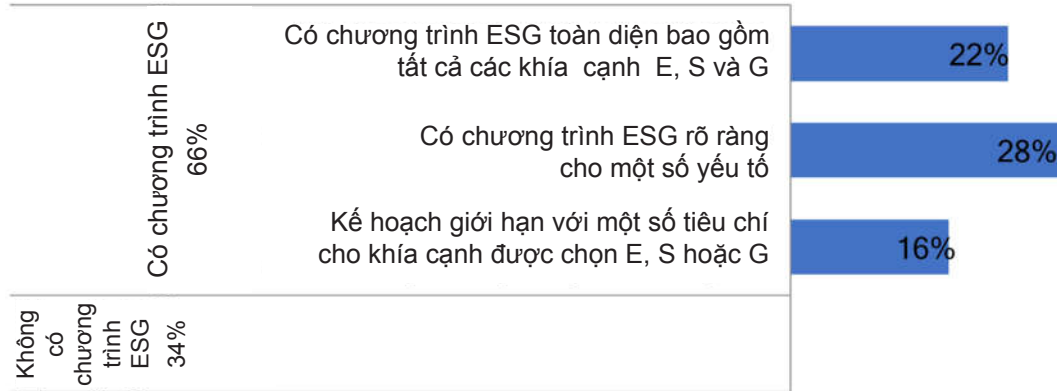 Có chương trình ESG
66%
Có chương trình ESG toàn diện bao gồm
tất cả các khía cạnh E, S và G
22%
Có chương trình ESG rõ ràng
cho một số yếu tố
28%
Kế hoạch giới hạn với một số tiêu chí
cho khía cạnh được chọn E, S hoặc G
16%
Không
có
chương
trình
ESG
34%